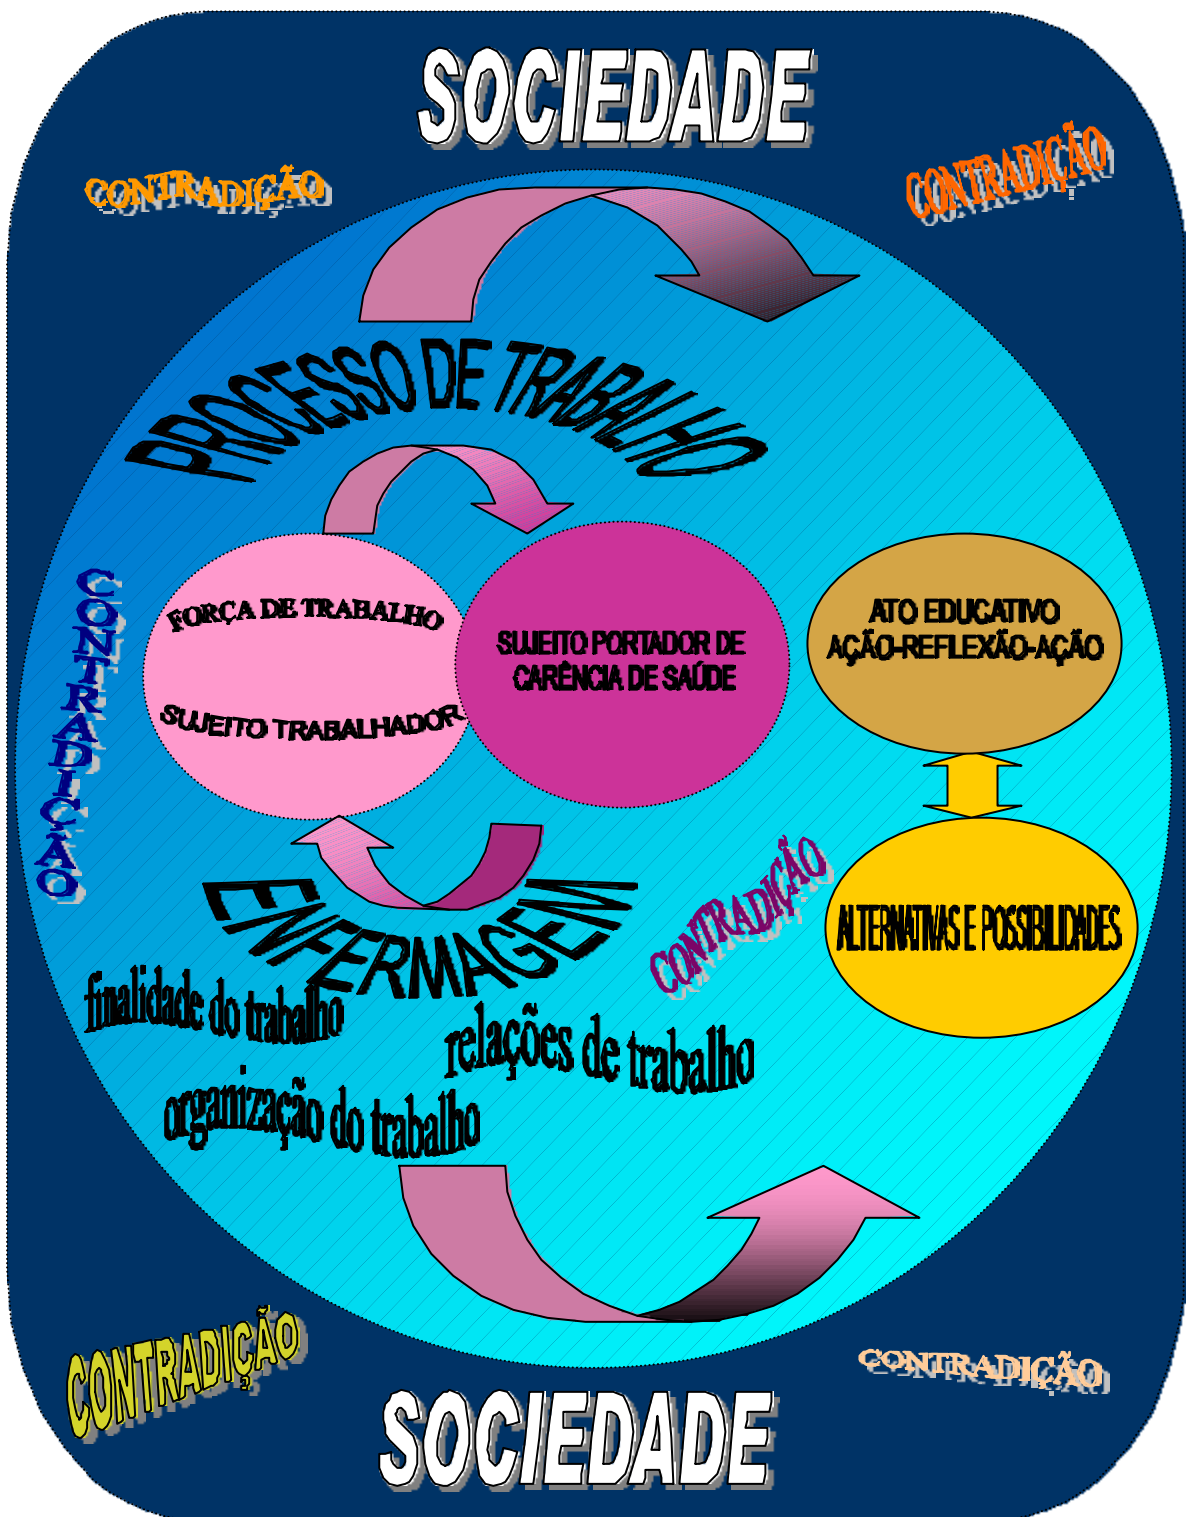 SOCIEDADE
CONTRADIÇÃO
CONTRADIÇÃO
PROCESSO DE TRABALHO
CONTRADIÇÃO
FORÇA DE TRABALHO
SUJEITO TRABALHADOR
SUJEITO PORTADOR DE
CARÊNCIA DE SAÚDE
ATO EDUCATIVO
AÇÃO-REFLEXÃO-AÇÃO
ENFERMAGEM
CONTRADIÇÃO
ALTERNATIVAS E POSSIBILIDADES
finalidade do trabalho
relações de trabalho
organização do trabalho
CONTRADIÇÃO
CONTRADIÇÃO
SOCIEDADE